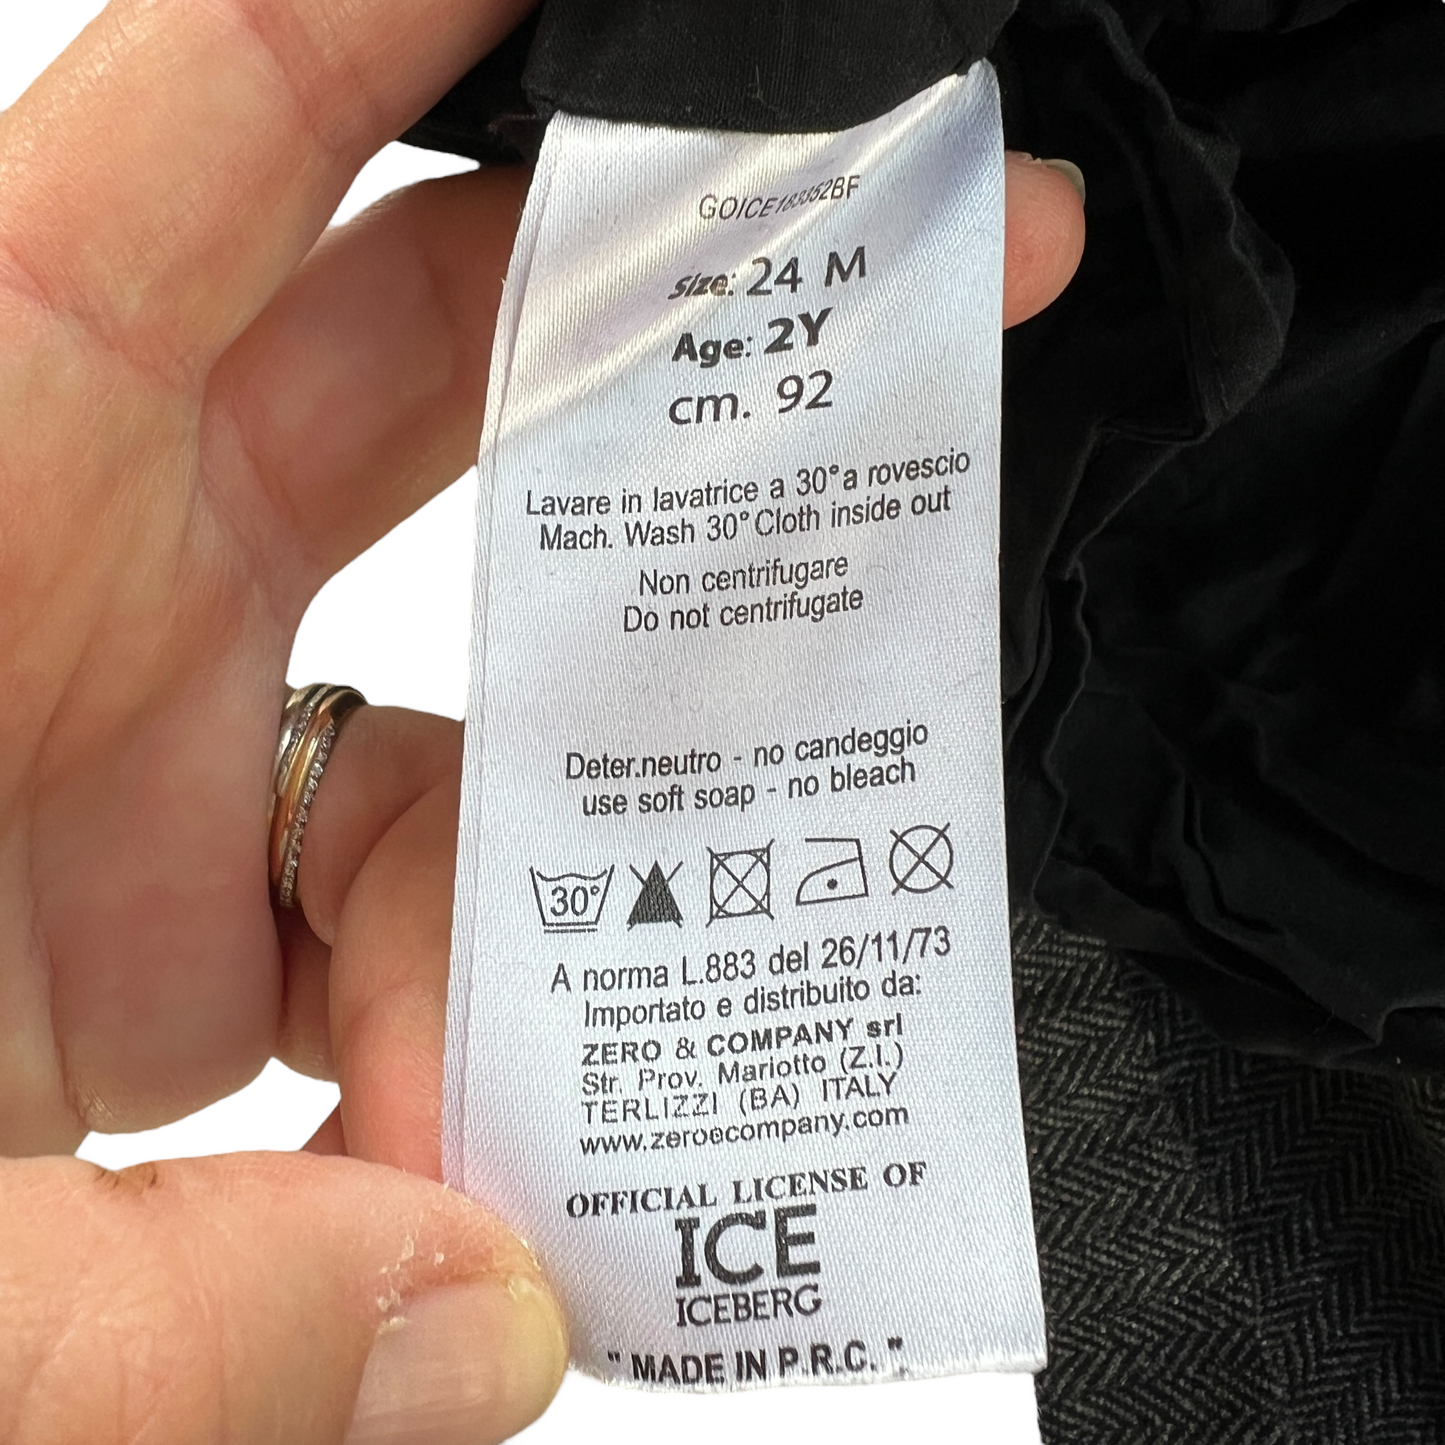 GOICE183352BF
Size: 24 M
Age: 2Y
cm. 92
Lavare in lavatrice a 30° a rovescio
Mach. Wash 30° Cloth inside out
Non centrifugare
Do not centrifugate
Deter.neutro - no candeggio
use soft soap - no bleach
30°
A norma L.883 del 26/11/73
Importato e distribuito da:
ZERO & COMPANY srl
Str. Prov. Mariotto (Z.I.)
TERLIZZI (BA) ITALY
www.zeroecompany.com
OFFICIAL LICENSE OF
ICE
ICEBERG
" MADE IN P.R.C. "